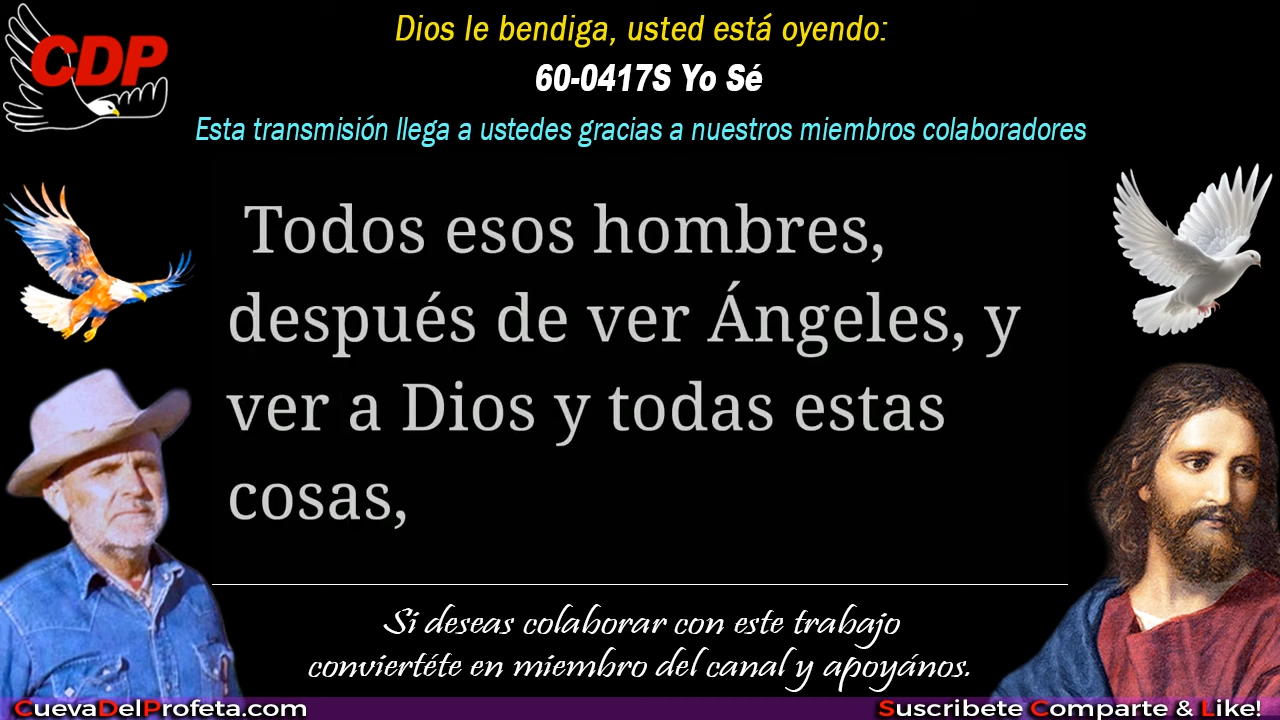 CDP
Dios le bendiga, usted está oyendo:
60-0417S Yo Sé
Esta transmisión llega a ustedes gracias a nuestros miembros colaboradores
Todos esos hombres,
después de ver Ángeles, y
ver a Dios y todas estas
cosas,
Si deseas colaborar con este trabajo
conviertéte en miembro del canal y apoyános.
CuevaDelProfeta.com
Suscribete Comparte & Like!